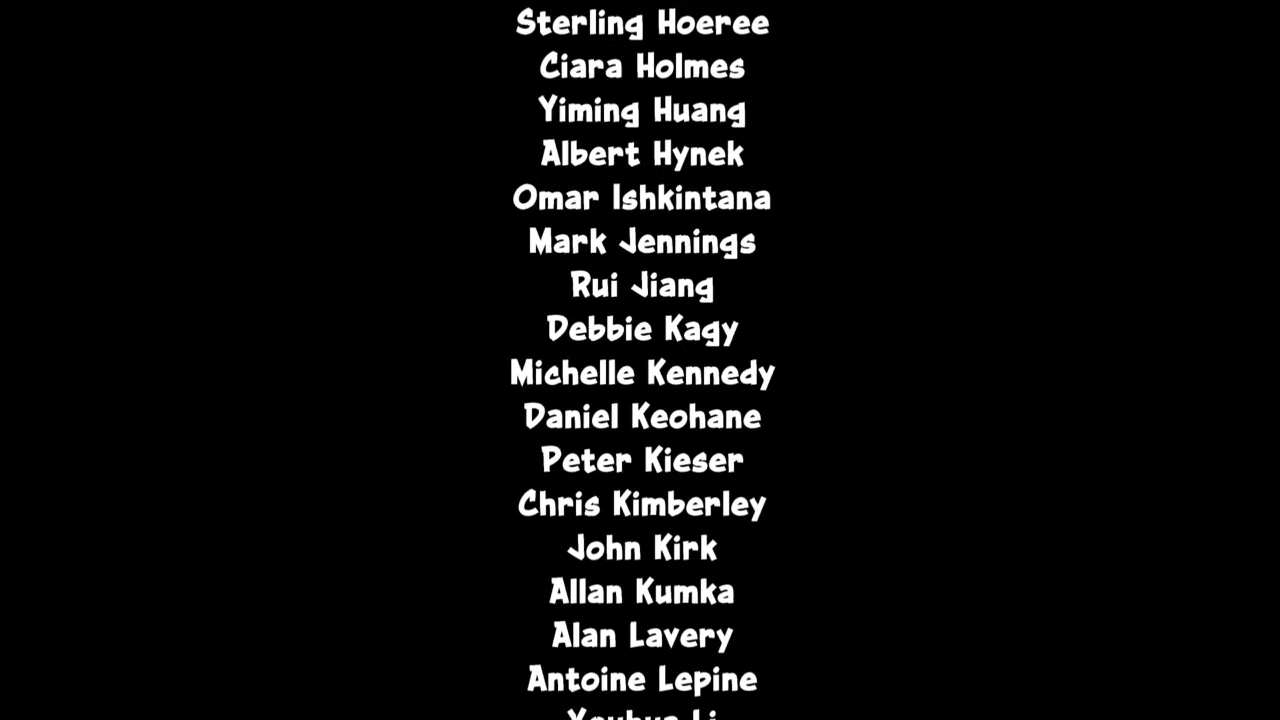 Sterling Hoeree
Ciara Holmes
Yiming Huang
Albert Hynek
Omar Ishkintana
Mark Jennings
Rui Jiang
Debbie Kagy
Michelle Kennedy
Daniel Keohane
Peter Kieser
Chris Kimberley
John Kirk
Allan Kumka
Alan Lavery
Antoine Lepine
Li